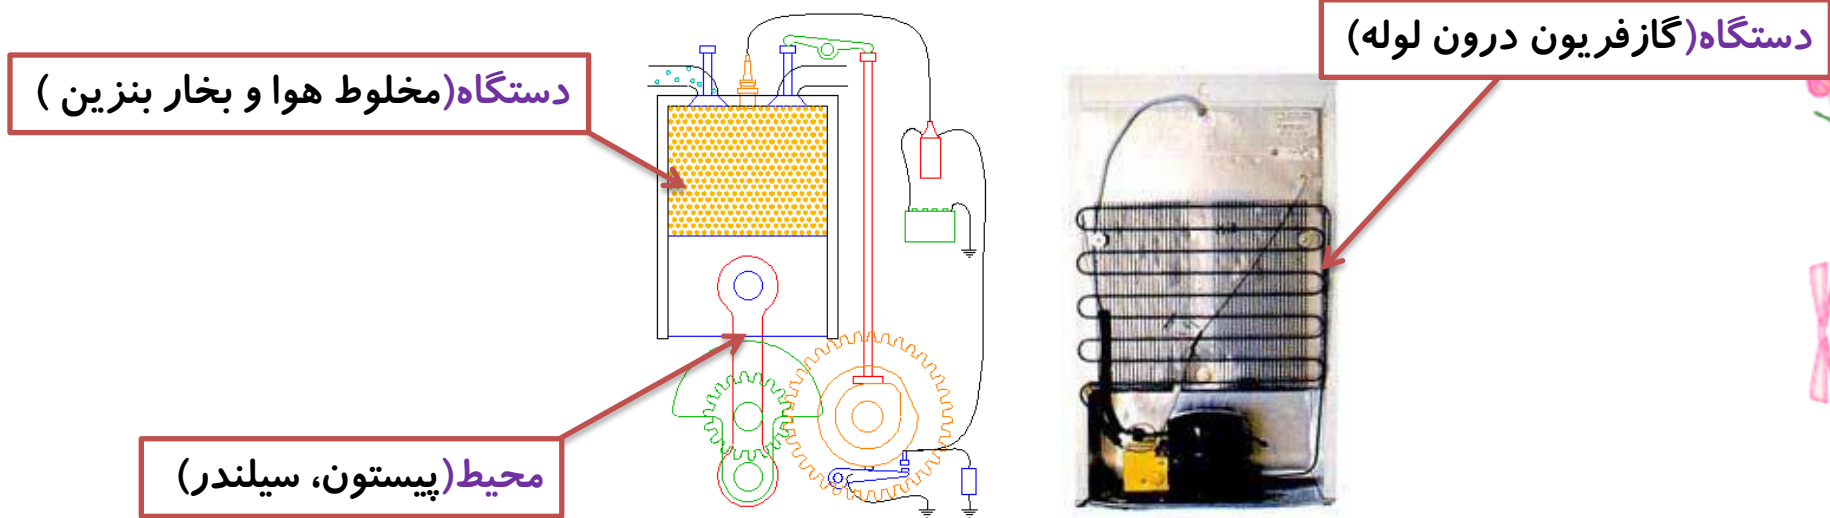 دستگاه(گازفریون درون لوله)
دستگاه(مخلوط هوا و بخار بنزین )
محیط(پیستون، سیلندر)